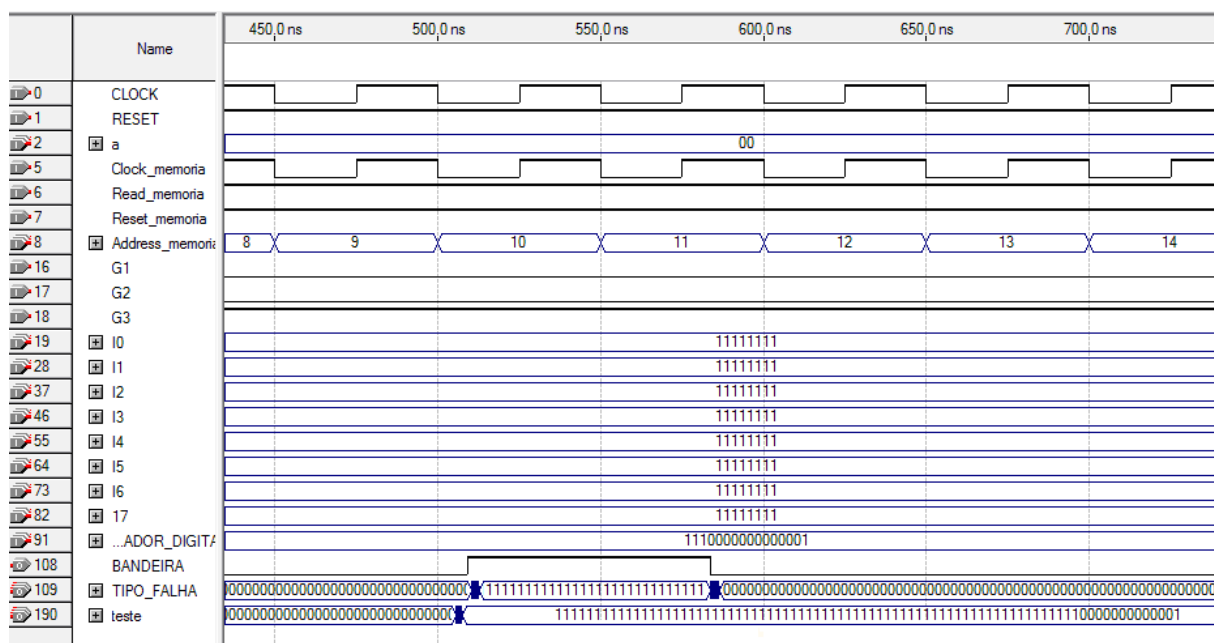 Name
450,0 ns 500,0 ns 550,0 ns 600,0 ns 650,0 ns 700,0 ns
0 CLOCK
1 RESET
2 a 00
5 Clock_memoria
6 Read_memoria
7 Reset_memoria
8 Address_memoria 8 9 10 11 12 13 14
16 G1
17 G2
18 G3
19 I0 11111111
28 I1 11111111
37 I2 11111111
46 I3 11111111
55 I4 11111111
64 I5 11111111
73 I6 11111111
82 17 11111111
91 ...ADOR_DIGITA 1110000000000001
108 BANDEIRA
109 TIPO_FALHA
190 teste